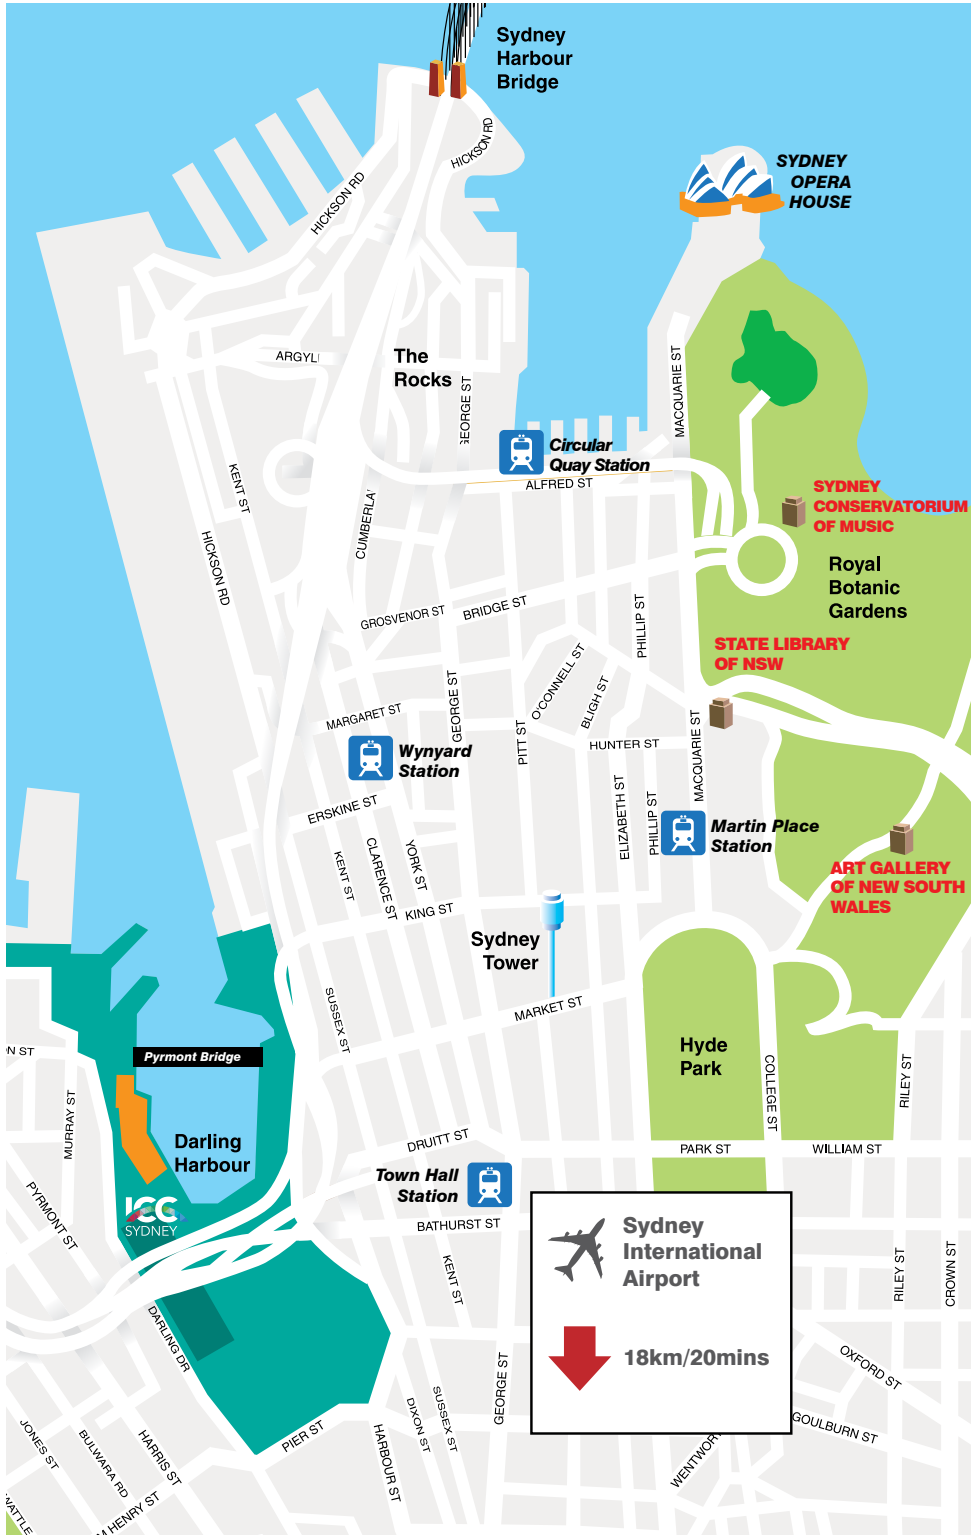 Sydney
Harbour
Bridge
HICKSON RD
SYDNEY
OPERA
HOUSE
HICKSON RD
ARGYL
The
Rocks
GEORGE ST
MACQUARIE ST
Circular
Quay Station
ALFRED ST
KENT ST
CUMBERLA
SYDNEY
CONSERVATORIUM
OF MUSIC
HICKSON RD
Royal
Botanic
Gardens
GROSVENOR ST
BRIDGE ST
PHILLIP ST
STATE LIBRARY
OF NSW
O'CONNELL ST
BLIGH ST
GEORGE ST
MARGARET ST
PITT ST
HUNTER ST
MACQUARIE ST
Wynyard
Station
ERSKINE ST
ELIZABETH ST
PHILLIP ST
Martin Place
Station
KENT ST
CLARENCE ST
YORK ST
ART GALLERY
OF NEW SOUTH
WALES
KING ST
Sydney
Tower
MARKET ST
SUSSEX ST
Hyde
Park
COLLEGE ST
RILEY ST
N ST
Pyrmont Bridge
MURRAY ST
Darling
Harbour
DRUITT ST
PARK ST
WILLIAM ST
Town Hall
Station
PYRMONT ST
ICC
SYDNEY
BATHURST ST
KENT ST
Sydney
International
Airport
18km/20mins
RILEY ST
CROWN ST
DARLING DR
GEORGE ST
OXFORD ST
GOULBURN ST
WENTWOR
SUSSEX ST
DIXON ST
HARBOUR ST
PIER ST
HARRIS ST
BULWARA RD
JONES ST
M HENRY ST
WATTLE